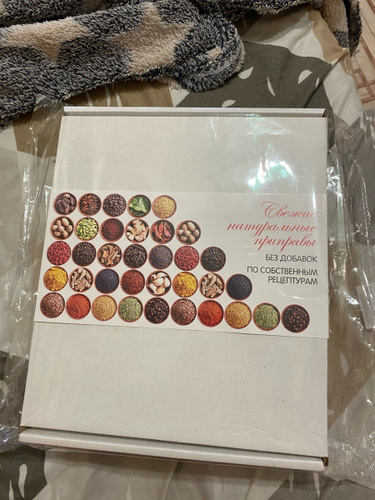 Свежие
натуральные
приправы
БЕЗ ДОБАВОК
ПО СОБСТВЕННЫМ
РЕЦЕПТУРАМ